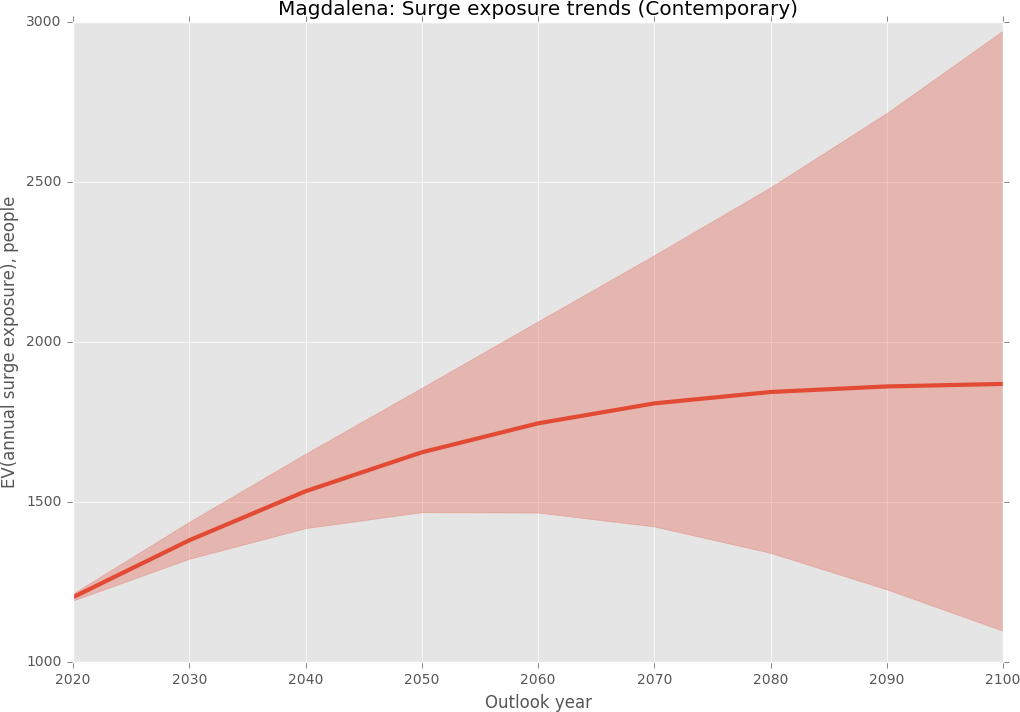 Magdalena: Surge exposure trends (Contemporary)
EV(annual surge exposure), people
3000
2500
2000
1500
1000
2020 2030 2040 2050 2060 2070 2080 2090 2100
Outlook year